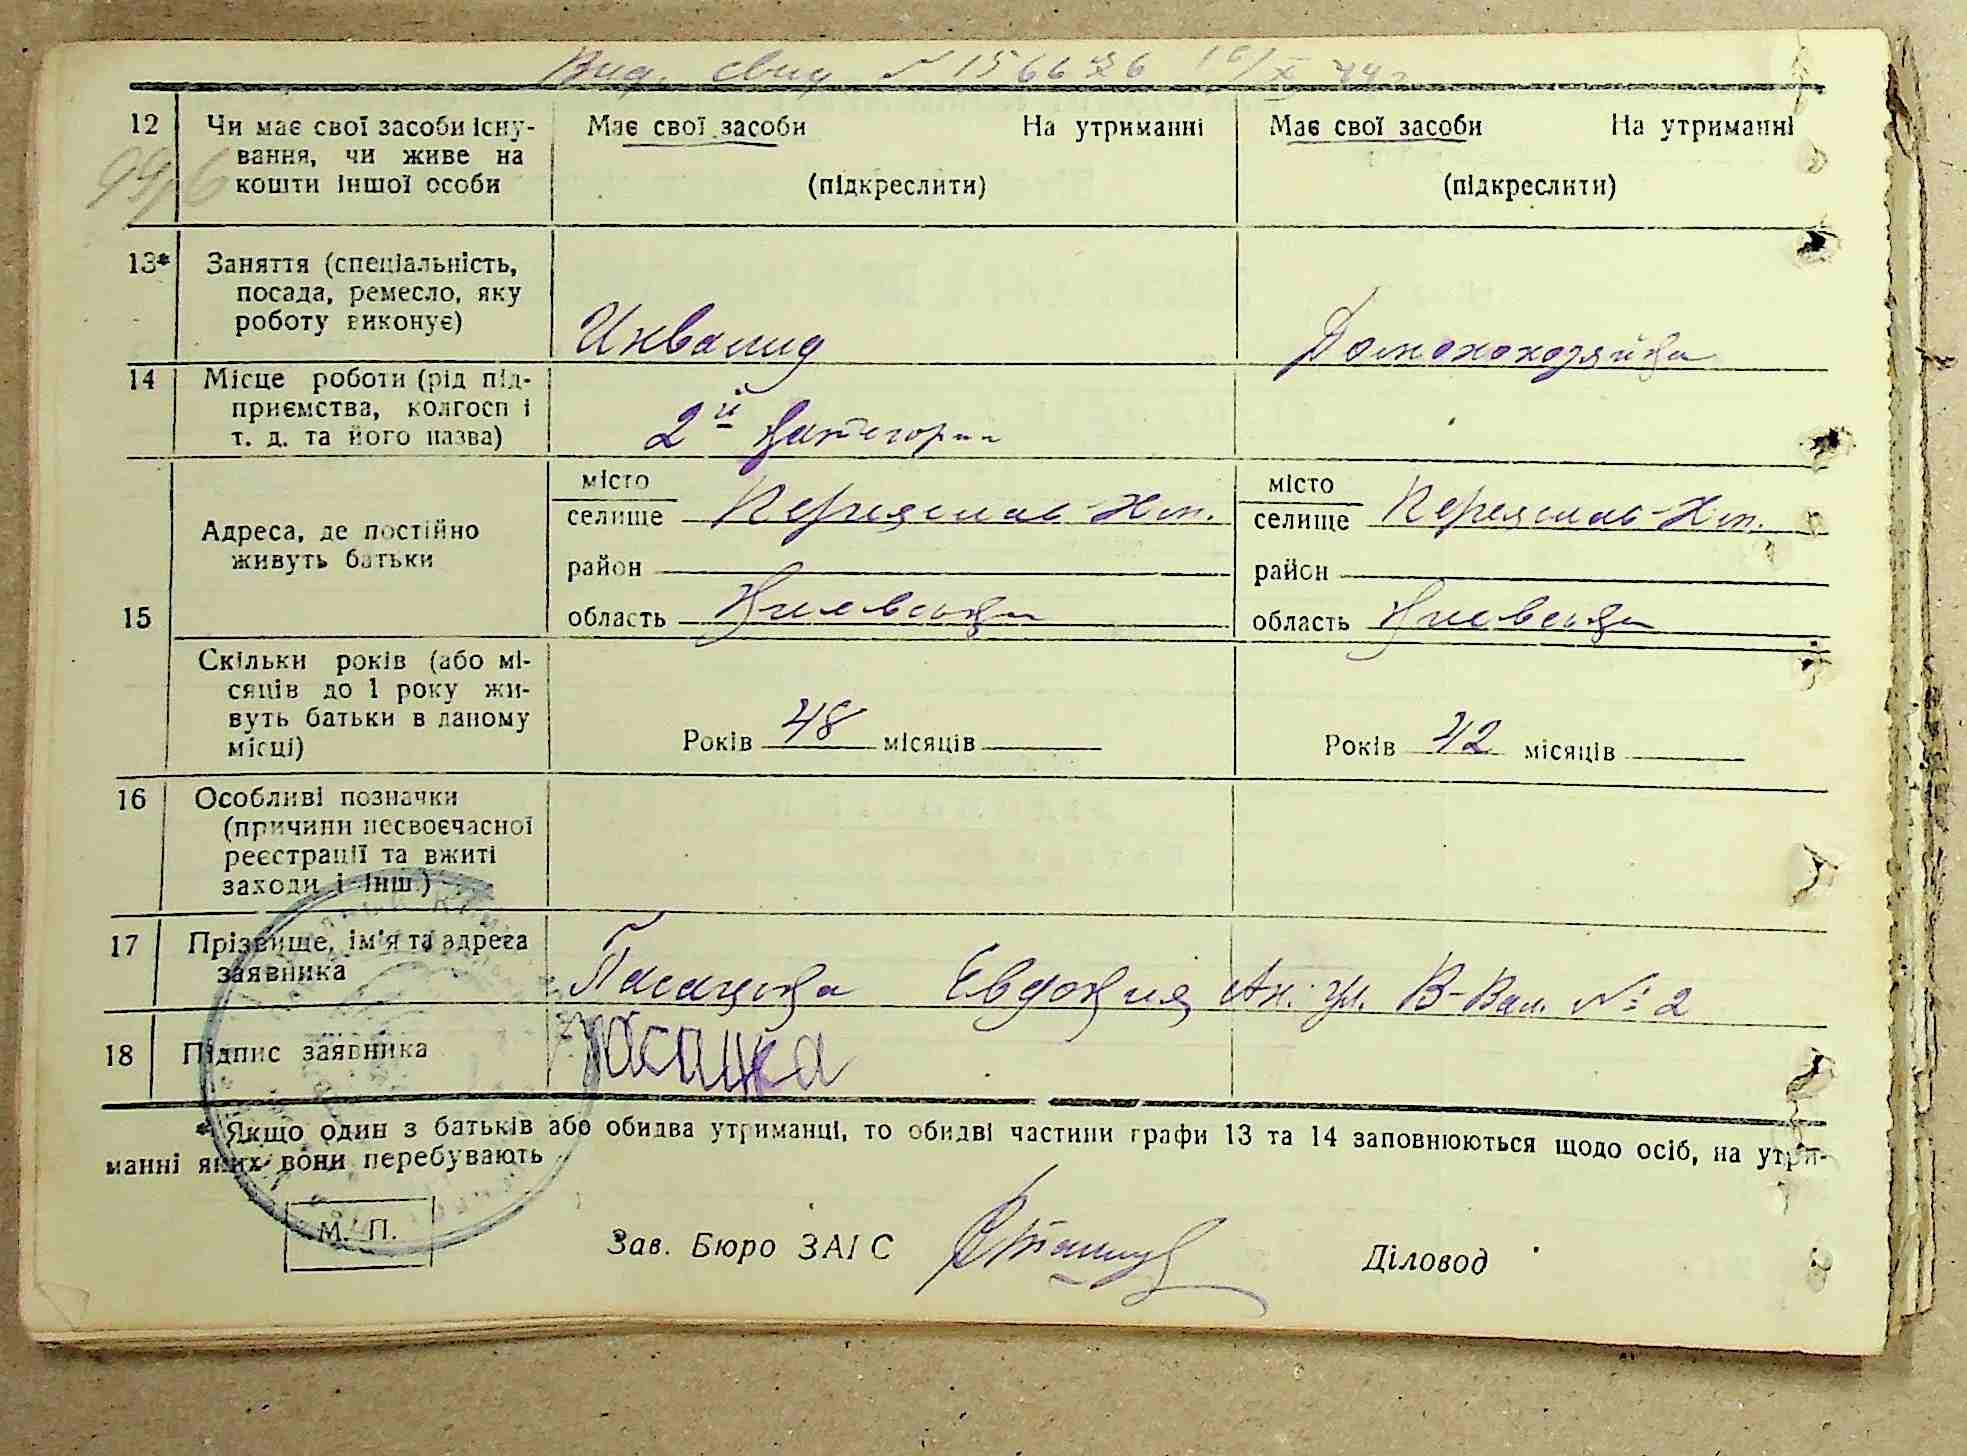 Вид. свид №
12
Чи має свої засоби існу-
вання, чи живе на
кошти іншої особи
Має свої засоби На утриманні
(підкреслити)
Має свої засоби На утриманні
(підкреслити)
13*
Заняття (спеціальність,
посада, ремесло, яку
роботу виконує)
Инвалид
Домохозяйка
14
Місце роботи (рід під-
приємства, колгосп і
т. д. та його назва)
2й категории
15
Адреса, де постійно
живуть батьки
місто
селище Переяслав-Хм.
район
область Киевская
місто
селище Переяслав-Хм.
район
область Киевская
Скільки років (або мі-
сяців до 1 року жи-
вуть батьки в даному
місці)
Років 48 місяців
Років 42 місяців
16
Особливі позначки
(причини несвоєчасної
реєстрації та вжиті
заходи і інш.)
17
Прізвище, ім'я та адреса
заявника
Пасацка Евдокия Ан. ул. В-Вал. № 2
18
Підпис заявника
Пасацка
* Якщо один з батьків або обидва утриманці, то обидві частини графи 13 та 14 заповнюються щодо осіб, на утри-
манні яких вони перебувають
М. П.
Зав. Бюро ЗАГС
Діловод